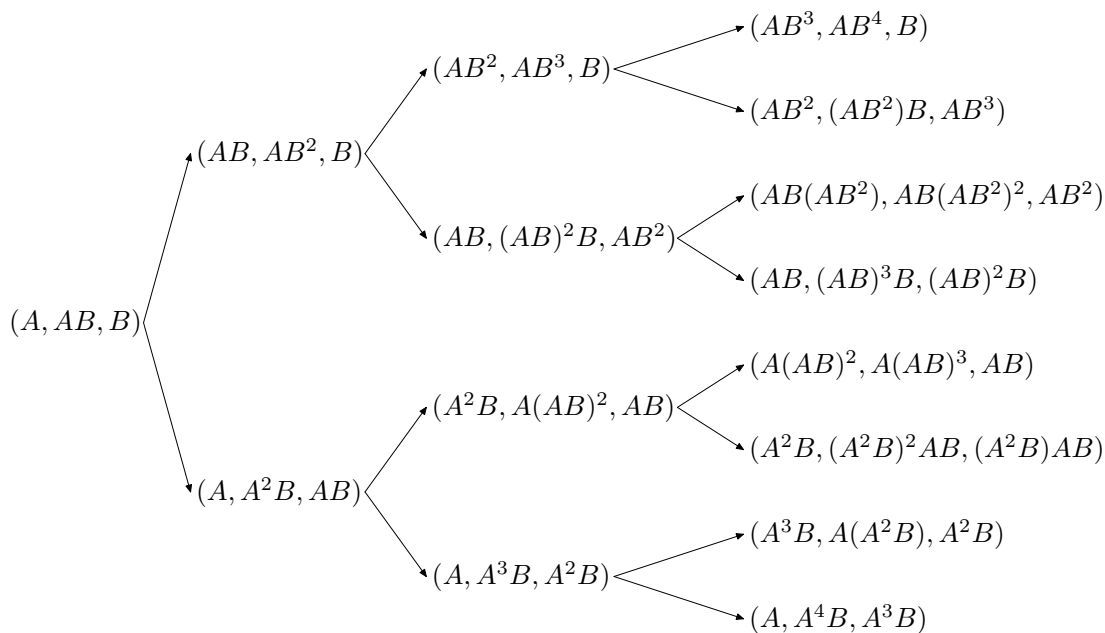 (A, AB, B)
(AB, AB², B)
(A, A²B, AB)
(AB², AB³, B)
(AB, (AB)²B, AB²)
(A²B, A(AB)², AB)
(A, A³B, A²B)
(AB³, AB⁴, B)
(AB², (AB²)B, AB³)
(AB(AB²), AB(AB²)², AB²)
(AB, (AB)³B, (AB)²B)
(A(AB)², A(AB)³, AB)
(A²B, (A²B)²AB, (A²B)AB)
(A³B, A(A²B), A²B)
(A, A⁴B, A³B)